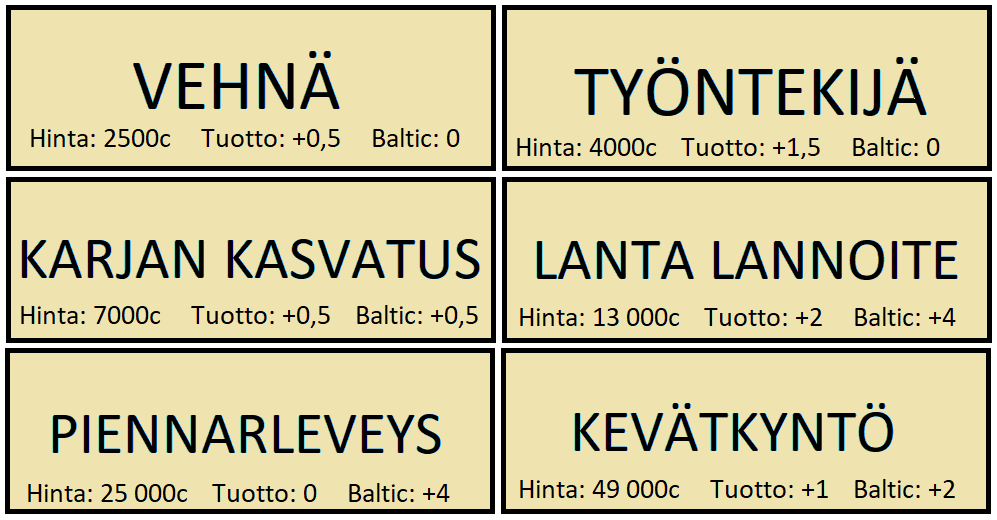 VEHNÄ
Hinta: 2500c Tuotto: +0,5 Baltic: 0
TYÖNTEKIJÄ
Hinta: 4000c Tuotto: +1,5 Baltic: 0
KARJAN KASVATUS
Hinta: 7000c Tuotto: +0,5 Baltic: +0,5
LANTA LANNOITE
Hinta: 13 000c Tuotto: +2 Baltic: +4
PIENNARLEVEYS
Hinta: 25 000c Tuotto: 0 Baltic: +4
KEVÄTKYNTÖ
Hinta: 49 000c Tuotto: +1 Baltic: +2